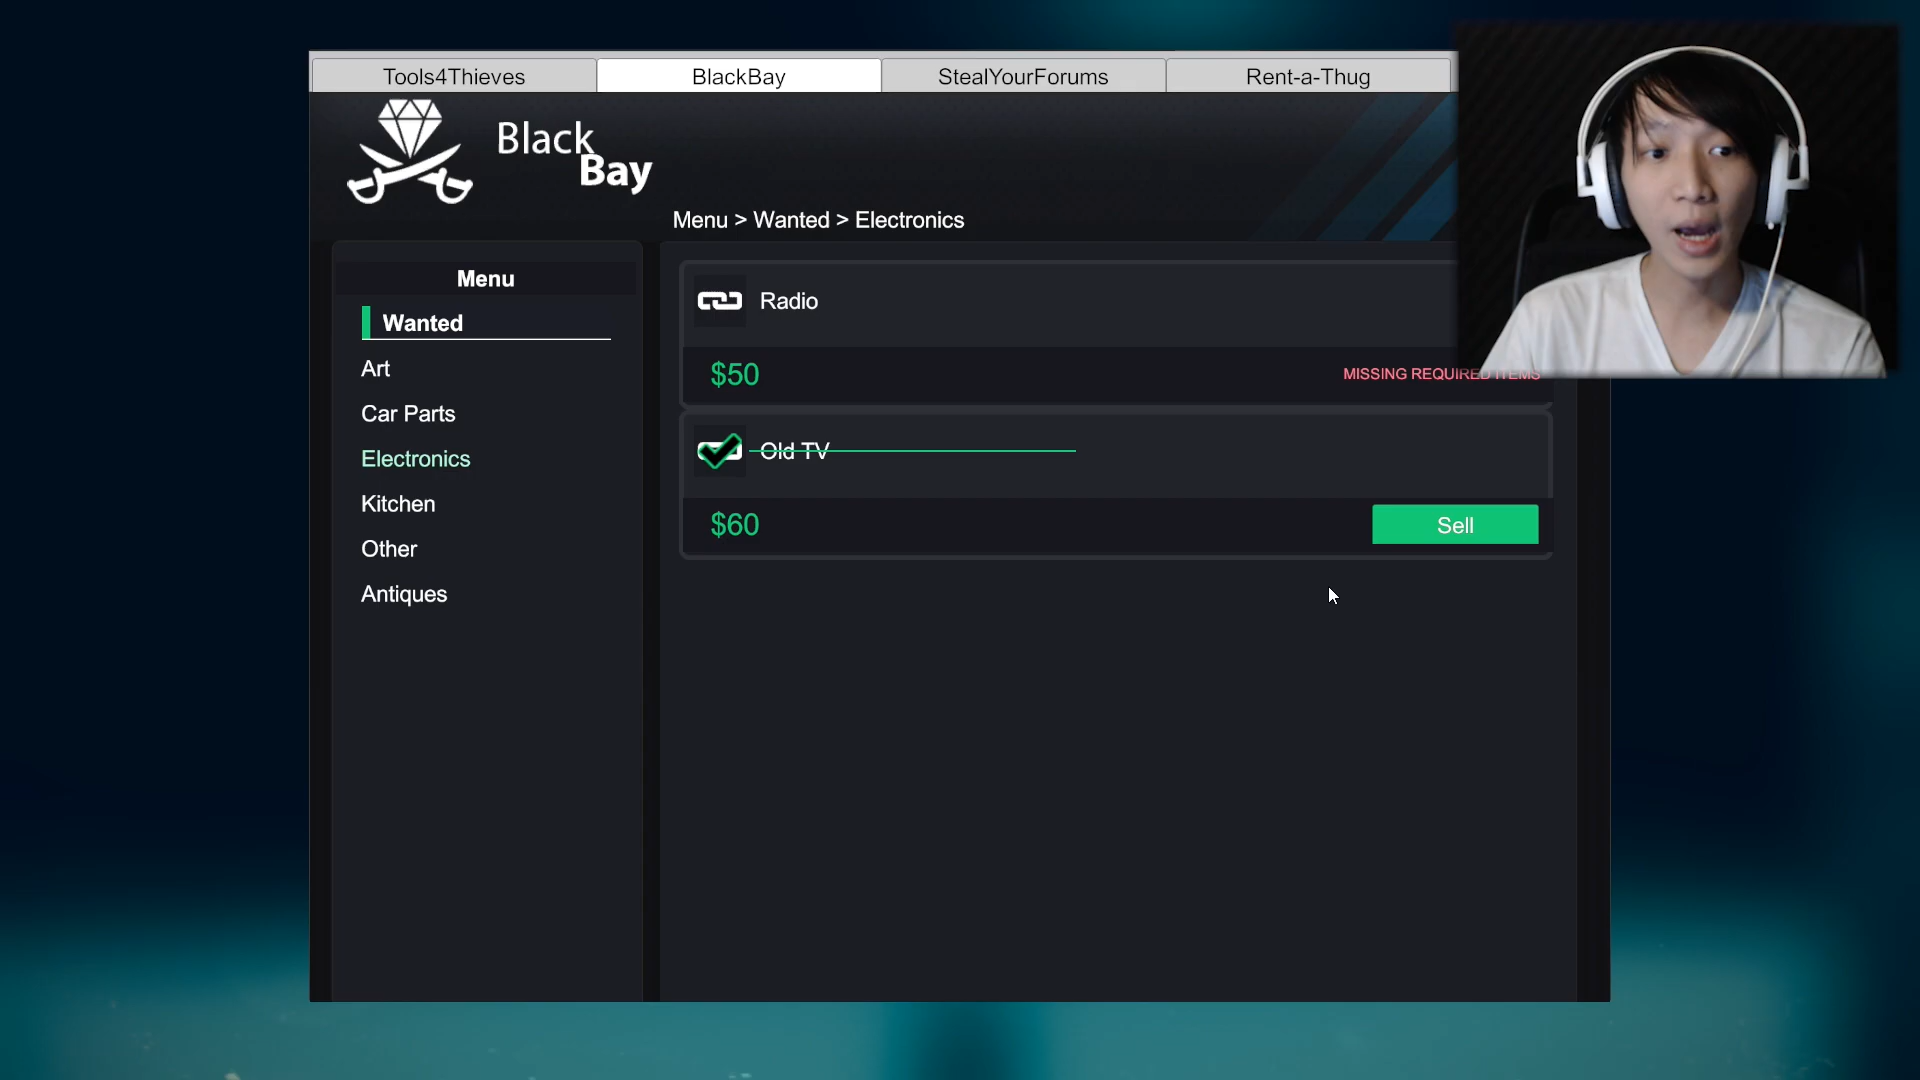 Tools4Thieves
BlackBay
StealYourForums
Rent-a-Thug
Black
Bay
Menu > Wanted > Electronics
Menu
Wanted
Art
Car Parts
Electronics
Kitchen
Other
Antiques
Radio
$50
MISSING REQUIRED ITEMS
Old TV
$60
Sell